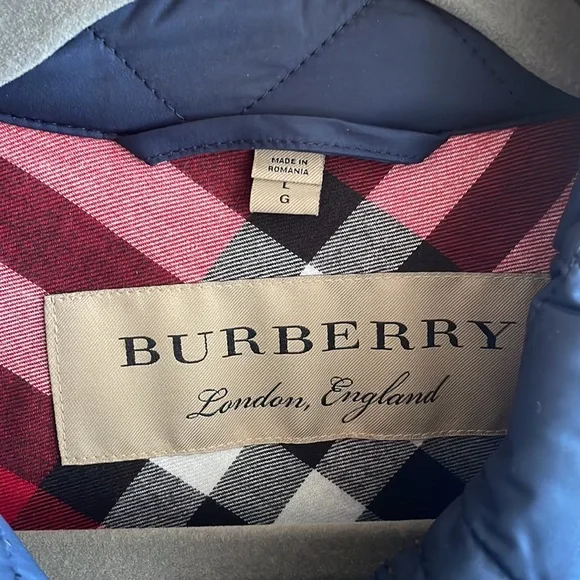 MADE IN
ROMANIA
L
G
BURBERRY
London, England